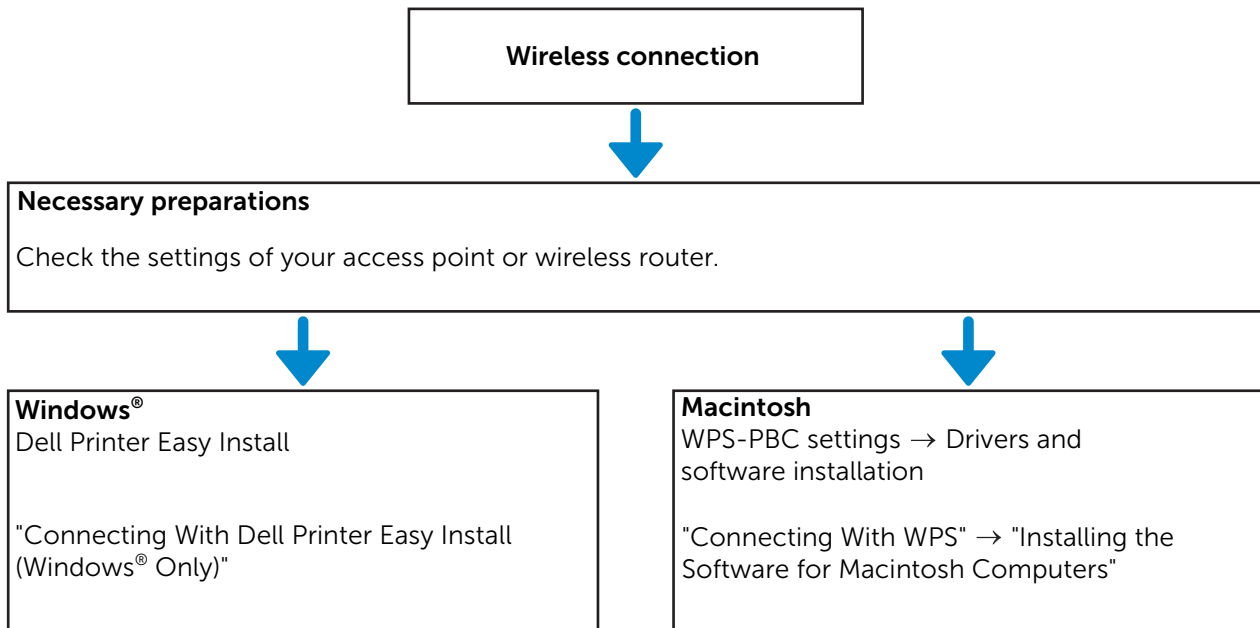 Wireless connection
Necessary preparations
Check the settings of your access point or wireless router.
Windows®
Dell Printer Easy Install
"Connecting With Dell Printer Easy Install
(Windows® Only)"
Macintosh
WPS-PBC settings → Drivers and
software installation
"Connecting With WPS" → "Installing the
Software for Macintosh Computers"